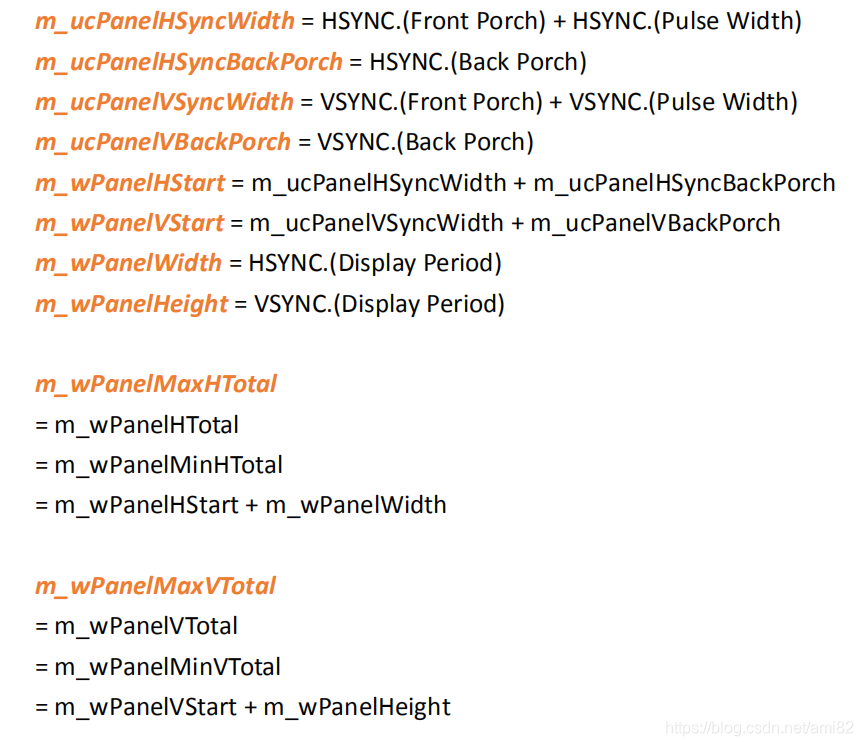 m_ucPanelHSyncWidth = HSYNC.(Front Porch) + HSYNC.(Pulse Width)
m_ucPanelHSyncBackPorch = HSYNC.(Back Porch)
m_ucPanelVSyncWidth = VSYNC.(Front Porch) + VSYNC.(Pulse Width)
m_ucPanelVBackPorch = VSYNC.(Back Porch)
m_wPanelHStart = m_ucPanelHSyncWidth + m_ucPanelHSyncBackPorch
m_wPanelVStart = m_ucPanelVSyncWidth + m_ucPanelVBackPorch
m_wPanelWidth = HSYNC.(Display Period)
m_wPanelHeight = VSYNC.(Display Period)
m_wPanelMaxHTotal
= m_wPanelHTotal
= m_wPanelMinHTotal
= m_wPanelHStart + m_wPanelWidth
m_wPanelMaxVTotal
= m_wPanelVTotal
= m_wPanelMinVTotal
= m_wPanelVStart + m_wPanelHeight
https://blog.csdn.net/ami82